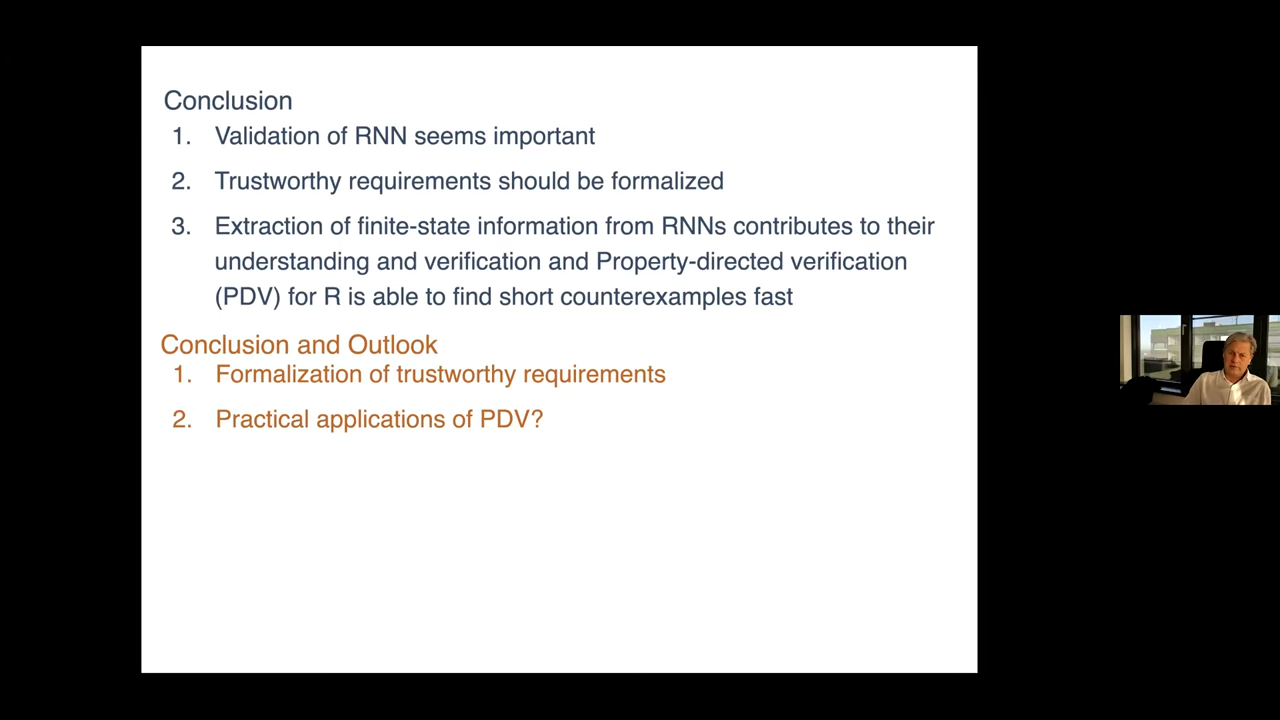 Conclusion
1. Validation of RNN seems important
2. Trustworthy requirements should be formalized
3. Extraction of finite-state information from RNNs contributes to their
understanding and verification and Property-directed verification
(PDV) for R is able to find short counterexamples fast
Conclusion and Outlook
1. Formalization of trustworthy requirements
2. Practical applications of PDV?